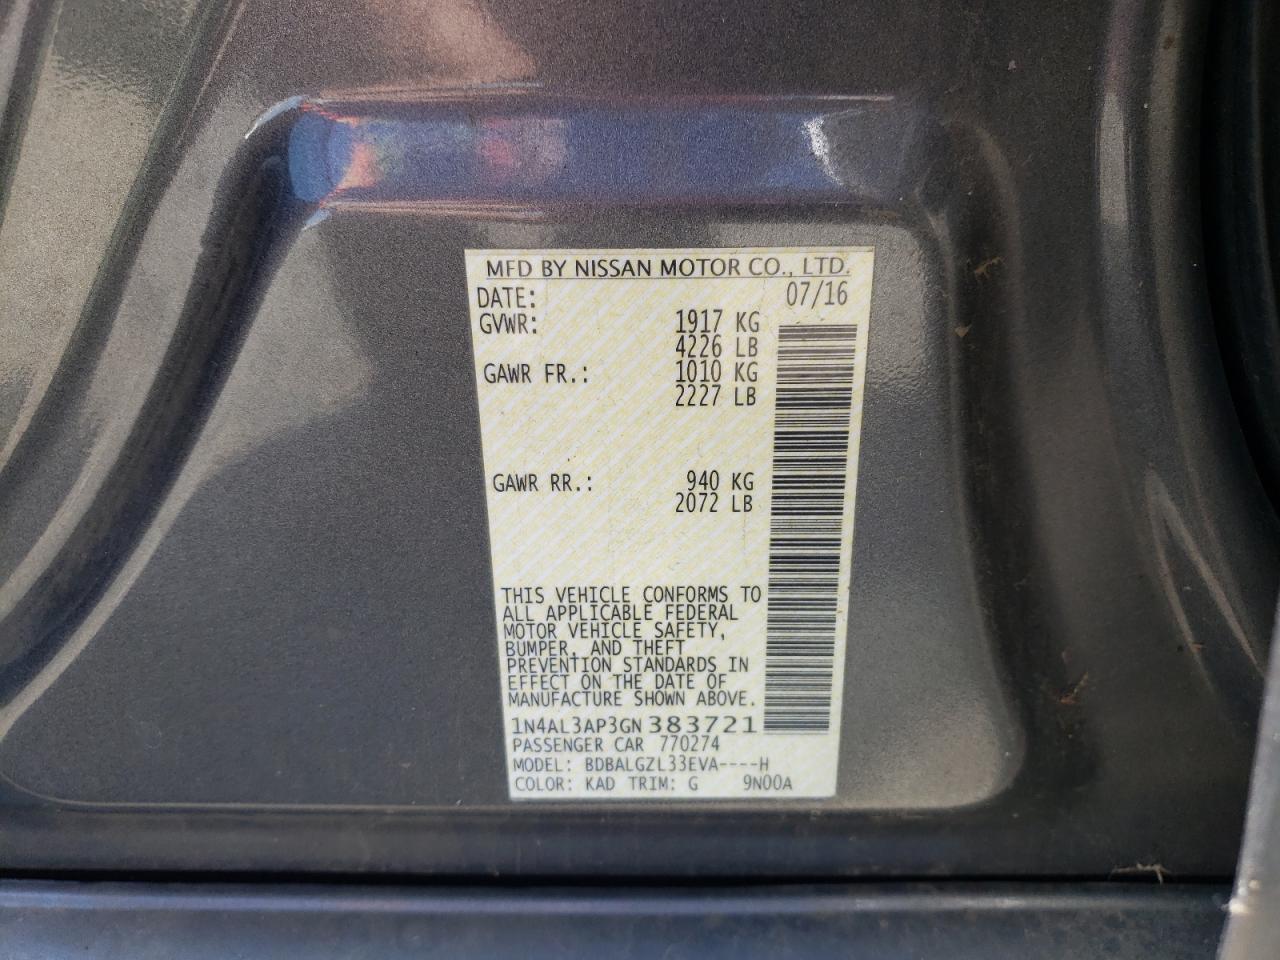 MFD BY NISSAN MOTOR CO., LTD.
DATE: 07/16
GVWR: 1917 KG
4226 LB
GAWR FR.: 1010 KG
2227 LB
GAWR RR.: 940 KG
2072 LB
THIS VEHICLE CONFORMS TO
ALL APPLICABLE FEDERAL
MOTOR VEHICLE SAFETY,
BUMPER, AND THEFT
PREVENTION STANDARDS IN
EFFECT ON THE DATE OF
MANUFACTURE SHOWN ABOVE.
1N4AL3AP3GN383721
PASSENGER CAR 770274
MODEL: BDBALGZL33EVA----H
COLOR: KAD TRIM: G 9N00A